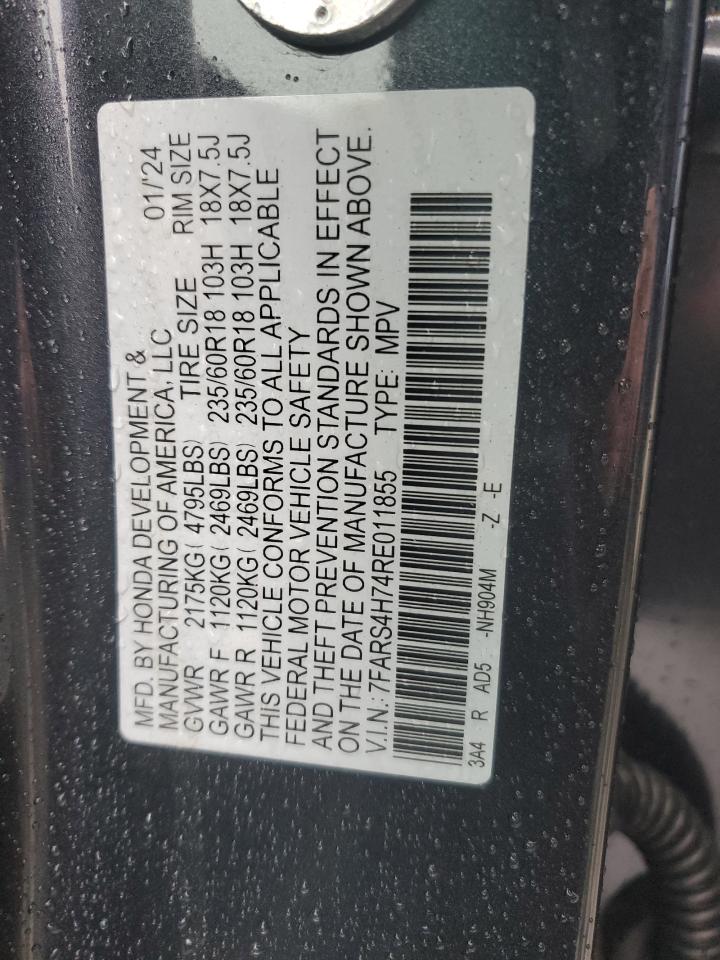 MFD. BY HONDA DEVELOPMENT &
MANUFACTURING OF AMERICA, LLC 01/'24
GVWR 2175KG( 4795LBS) TIRE SIZE RIM SIZE
GAWR F 1120KG( 2469LBS) 235/60R18 103H 18X7.5J
GAWR R 1120KG( 2469LBS) 235/60R18 103H 18X7.5J
THIS VEHICLE CONFORMS TO ALL APPLICABLE
FEDERAL MOTOR VEHICLE SAFETY
AND THEFT PREVENTION STANDARDS IN EFFECT
ON THE DATE OF MANUFACTURE SHOWN ABOVE.
V.I.N.: 7FARS4H74RE011855 TYPE: MPV
3A4 R AD5 -NH904M -Z -E